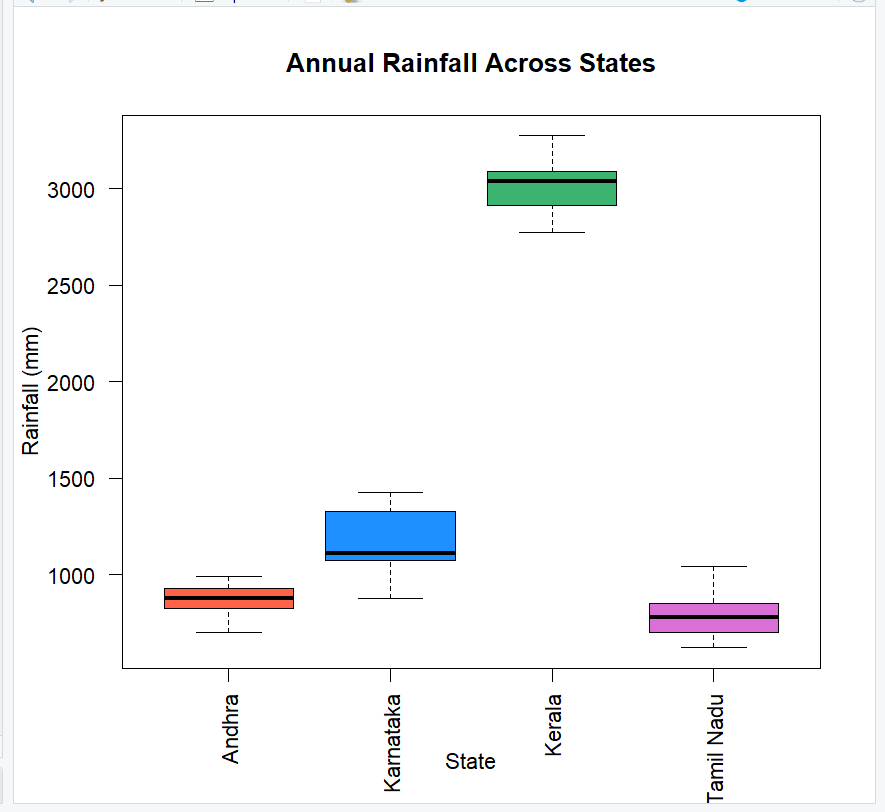 Annual Rainfall Across States
Rainfall (mm)
3000
2500
2000
1500
1000
Andhra
Karnataka
Kerala
Tamil Nadu
State